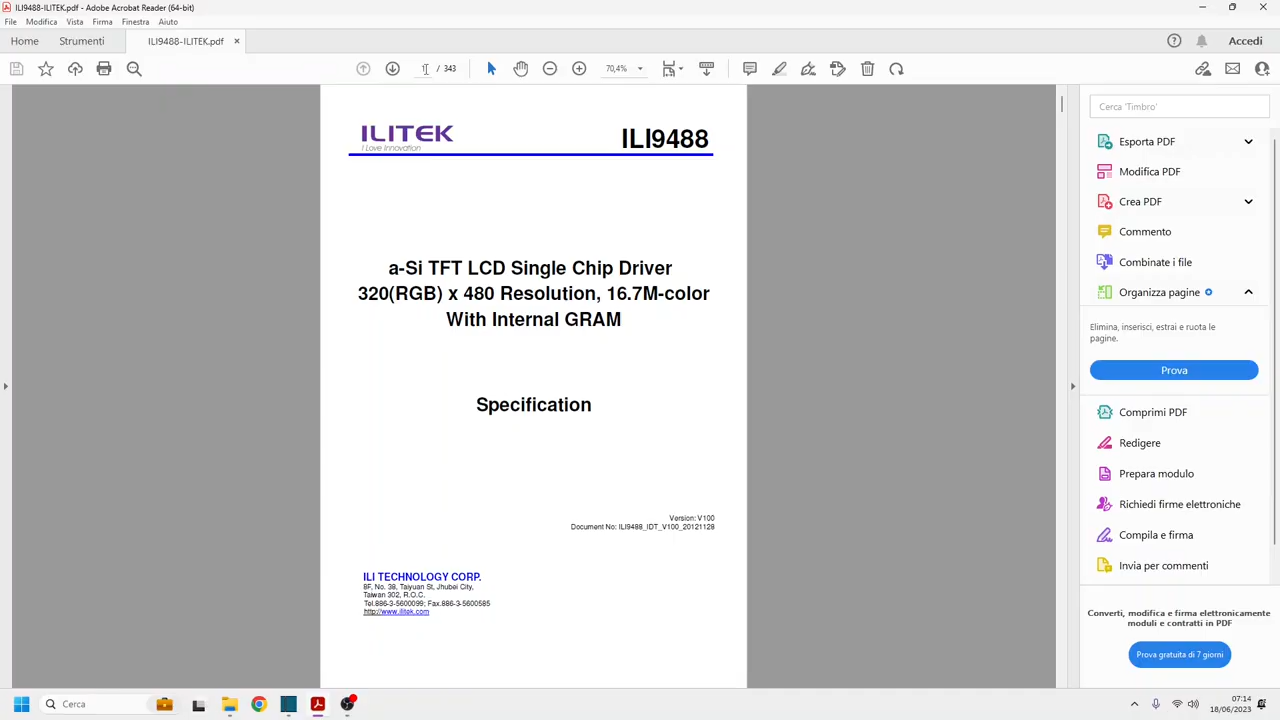 ILI9488-ILITEK.pdf - Adobe Acrobat Reader (64-bit)
File Modifica Vista Firma Finestra Aiuto
Home Strumenti ILI9488-ILITEK.pdf × Accedi
/ 343 70,4%
ILITEK
I Love Innovation
ILI9488
a-Si TFT LCD Single Chip Driver
320(RGB) x 480 Resolution, 16.7M-color
With Internal GRAM
Specification
Version: V100
Document No: ILI9488_IDT_V100_20121128
ILI TECHNOLOGY CORP.
8F, No. 38, Taiyuan St, Jhubei City,
Taiwan 302, R.O.C.
Tel.886-3-5600099; Fax.886-3-5600585
http://www.ilitek.com
Cerca 'Timbro'
Esporta PDF
Modifica PDF
Crea PDF
Commento
Combinate i file
Organizza pagine
Elimina, inserisci, estrai e ruota le
pagine.
Prova
Comprimi PDF
Redigere
Prepara modulo
Richiedi firme elettroniche
Compila e firma
Invia per commenti
Converti, modifica e firma elettronicamente
moduli e contratti in PDF
Prova gratuita di 7 giorni
Cerca
07:14
18/06/2023